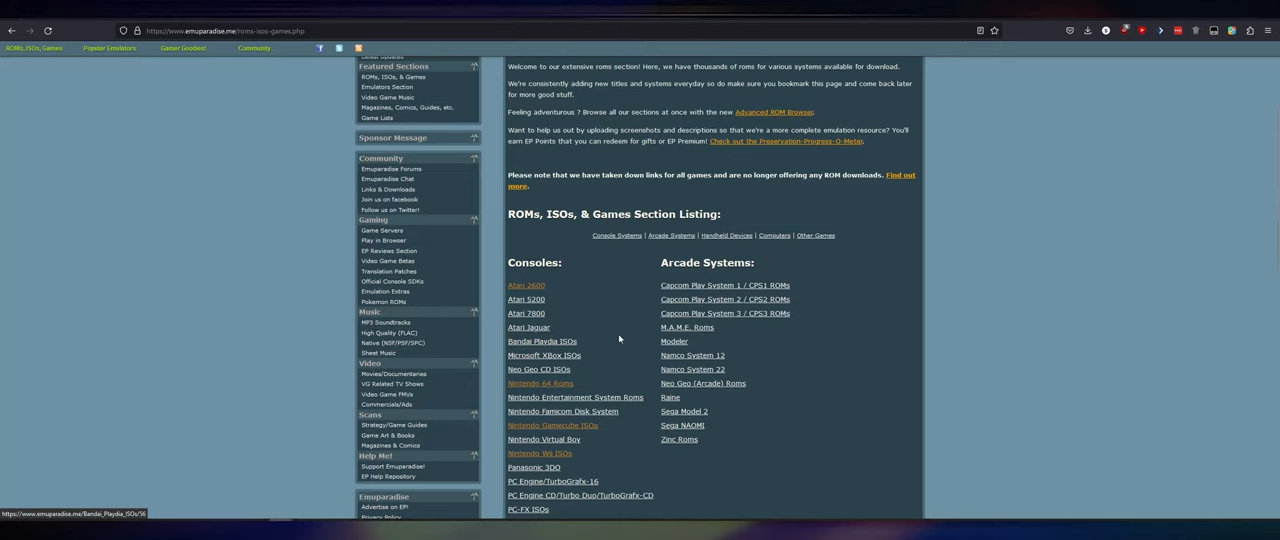 https://www.emuparadise.me/roms-isos-games.php
ROMs, ISOs, Games
Popular Emulators
Gamer Goodies!
Community
Featured Sections
ROMs, ISOs, & Games
Emulators Section
Video Game Music
Magazines, Comics, Guides, etc.
Game Lists
Sponsor Message
Community
Emuparadise Forums
Emuparadise Chat
Links & Downloads
Join us on facebook
Follow us on Twitter!
Gaming
Game Servers
Play in Browser
EP Reviews Section
Video Game Betas
Translation Patches
Official Console SDKs
Emulation Extras
Pokemon ROMs
Music
MP3 Soundtracks
High Quality (FLAC)
Native (NSF/PSF/SPC)
Sheet Music
Video
Movies/Documentaries
VG Related TV Shows
Video Game FMVs
Commercials/Ads
Scans
Strategy/Game Guides
Game Art & Books
Magazines & Comics
Help Me!
Support Emuparadise!
EP Help Repository
Emuparadise
Advertise on EP!
Privacy Policy
Welcome to our extensive roms section! Here, we have thousands of roms for various systems available for download.
We're consistently adding new titles and systems everyday so do make sure you bookmark this page and come back later
for more good stuff.
Feeling adventurous ? Browse all our sections at once with the new Advanced ROM Browser.
Want to help us out by uploading screenshots and descriptions so that we're a more complete emulation resource? You'll
earn EP Points that you can redeem for gifts or EP Premium! Check out the Preservation-Progress-O-Meter.
Please note that we have taken down links for all games and are no longer offering any ROM downloads. Find out
more.
ROMs, ISOs, & Games Section Listing:
Console Systems | Arcade Systems | Handheld Devices | Computers | Other Games
Consoles:
Atari 2600
Atari 5200
Atari 7800
Atari Jaguar
Bandai Playdia ISOs
Microsoft XBox ISOs
Neo Geo CD ISOs
Nintendo 64 Roms
Nintendo Entertainment System Roms
Nintendo Famicom Disk System
Nintendo Gamecube ISOs
Nintendo Virtual Boy
Nintendo Wii ISOs
Panasonic 3DO
PC Engine/TurboGrafx-16
PC Engine CD/Turbo Duo/TurboGrafx-CD
PC-FX ISOs
Arcade Systems:
Capcom Play System 1 / CPS1 ROMs
Capcom Play System 2 / CPS2 ROMs
Capcom Play System 3 / CPS3 ROMs
M.A.M.E. Roms
Modeler
Namco System 12
Namco System 22
Neo Geo (Arcade) Roms
Raine
Sega Model 2
Sega NAOMI
Zinc Roms
https://www.emuparadise.me/Bandai_Playdia_ISOs/56